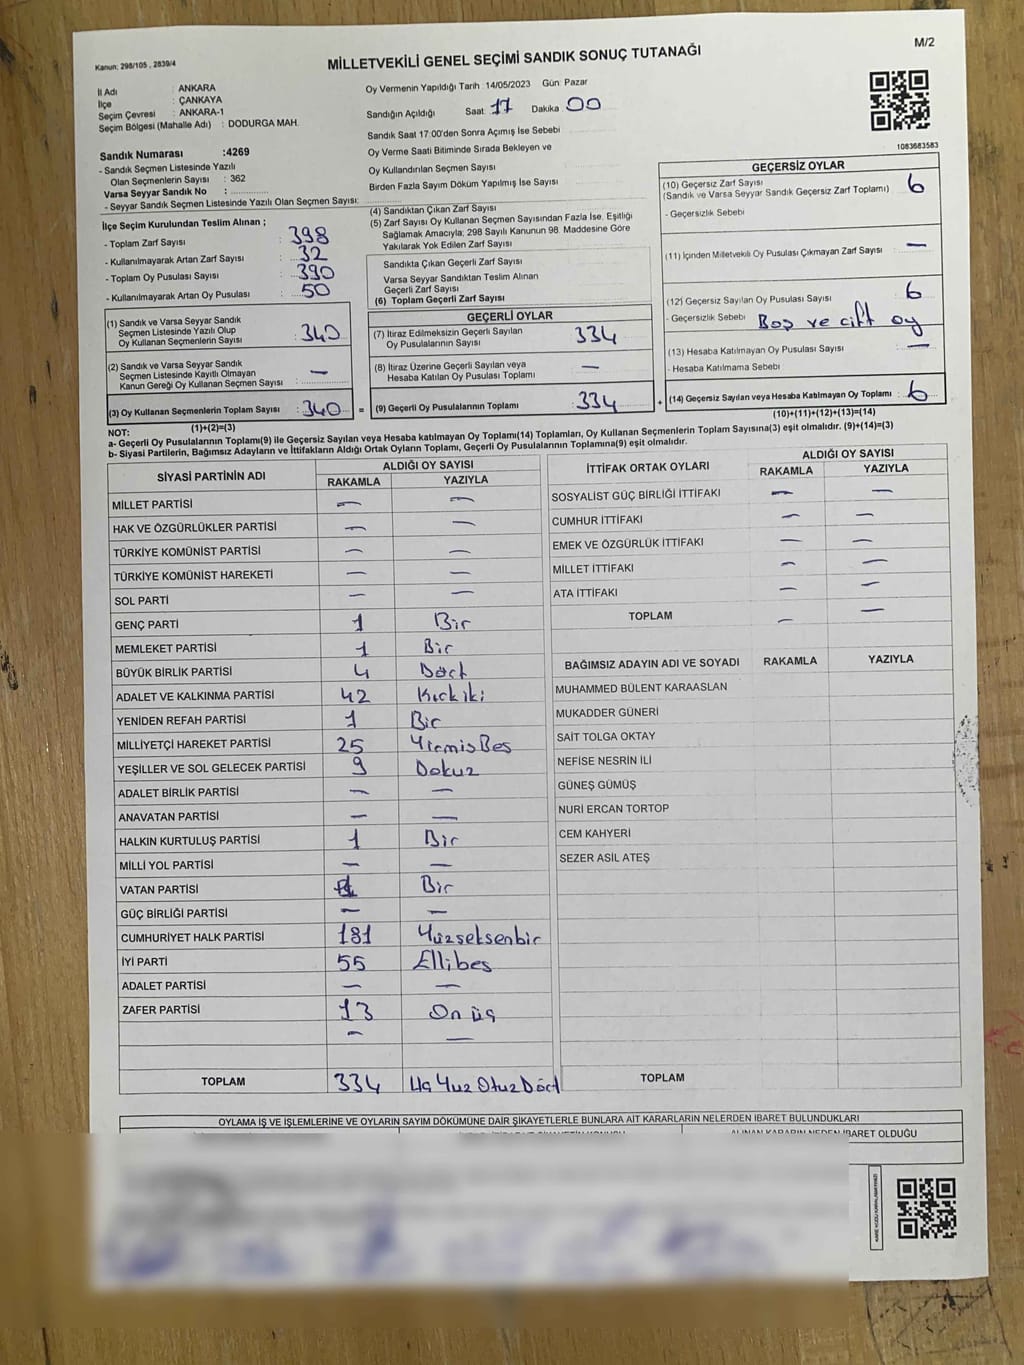 Kanun: 298/105 , 2839/4
MİLLETVEKİLİ GENEL SEÇİMİ SANDIK SONUÇ TUTANAĞI
M/2
İl Adı : ANKARA
İlçe : ÇANKAYA
Seçim Çevresi : ANKARA-1
Seçim Bölgesi (Mahalle Adı) : DODURGA MAH.
Oy Vermenin Yapıldığı Tarih : 14/05/2023 Gün: Pazar
Sandığın Açıldığı Saat: 17 Dakika 00
Sandık Saat 17:00'den Sonra Açımış İse Sebebi
Oy Verme Saati Bitiminde Sırada Bekleyen ve
Oy Kullandırılan Seçmen Sayısı
Birden Fazla Sayım Döküm Yapılmış İse Sayısı
1083683583
Sandık Numarası :4269
- Sandık Seçmen Listesinde Yazılı
Olan Seçmenlerin Sayısı : 362
Varsa Seyyar Sandık No :
- Seyyar Sandık Seçmen Listesinde Yazılı Olan Seçmen Sayısı:
İlçe Seçim Kurulundan Teslim Alınan ;
- Toplam Zarf Sayısı : 398
- Kullanılmayarak Artan Zarf Sayısı : 32
- Toplam Oy Pusulası Sayısı : 390
- Kullanılmayarak Artan Oy Pusulası : 50
(4) Sandıktan Çıkan Zarf Sayısı
(5) Zarf Sayısı Oy Kullanan Seçmen Sayısından Fazla İse, Eşitliği
Sağlamak Amacıyla; 298 Sayılı Kanunun 98. Maddesine Göre
Yakılarak Yok Edilen Zarf Sayısı
Sandıkta Çıkan Geçerli Zarf Sayısı
Varsa Seyyar Sandıktan Teslim Alınan
Geçerli Zarf Sayısı
(6) Toplam Geçerli Zarf Sayısı
GEÇERSİZ OYLAR
(10) Geçersiz Zarf Sayısı 6
(Sandık ve Varsa Seyyar Sandık Geçersiz Zarf Toplamı)
- Geçersizlik Sebebi
(11) İçinden Milletvekili Oy Pusulası Çıkmayan Zarf Sayısı —
(12) Geçersiz Sayılan Oy Pusulası Sayısı 6
- Geçersizlik Sebebi Boş ve çift oy
(13) Hesaba Katılmayan Oy Pusulası Sayısı —
- Hesaba Katılmama Sebebi
(14) Geçersiz Sayılan veya Hesaba Katılmayan Oy Toplamı : 6
(10)+(11)+(12)+(13)=(14)
(1) Sandık ve Varsa Seyyar Sandık
Seçmen Listesinde Yazılı Olup
Oy Kullanan Seçmenlerin Sayısı : 340
(2) Sandık ve Varsa Seyyar Sandık
Seçmen Listesinde Kayıtlı Olmayan
Kanun Gereği Oy Kullanan Seçmen Sayısı : —
(3) Oy Kullanan Seçmenlerin Toplam Sayısı : 340 =
(1)+(2)=(3)
GEÇERLİ OYLAR
(7) İtiraz Edilmeksizin Geçerli Sayılan
Oy Pusulalarının Sayısı 334
(8) İtiraz Üzerine Geçerli Sayılan veya
Hesaba Katılan Oy Pusulası Toplamı —
(9) Geçerli Oy Pusulalarının Toplamı : 334 +
NOT:
a- Geçerli Oy Pusulalarının Toplamı(9) ile Geçersiz Sayılan veya Hesaba katılmayan Oy Toplamı(14) Toplamları, Oy Kullanan Seçmenlerin Toplam Sayısına(3) eşit olmalıdır. (9)+(14)=(3)
b- Siyasi Partilerin, Bağımsız Adayların ve İttifakların Aldığı Ortak Oyların Toplamı, Geçerli Oy Pusulalarının Toplamına(9) eşit olmalıdır.
SİYASİ PARTİNİN ADI ALDIĞI OY SAYISI
RAKAMLA YAZIYLA
MİLLET PARTİSİ — —
HAK VE ÖZGÜRLÜKLER PARTİSİ — —
TÜRKİYE KOMÜNİST PARTİSİ — —
TÜRKİYE KOMÜNİST HAREKETİ — —
SOL PARTİ — —
GENÇ PARTİ 1 Bir
MEMLEKET PARTİSİ 1 Bir
BÜYÜK BİRLİK PARTİSİ 4 Dört
ADALET VE KALKINMA PARTİSİ 42 Kırkiki
YENİDEN REFAH PARTİSİ 1 Bir
MİLLİYETÇİ HAREKET PARTİSİ 25 YirmiBeş
YEŞİLLER VE SOL GELECEK PARTİSİ 9 Dokuz
ADALET BİRLİK PARTİSİ — —
ANAVATAN PARTİSİ — —
HALKIN KURTULUŞ PARTİSİ 1 Bir
MİLLİ YOL PARTİSİ — —
VATAN PARTİSİ 1 Bir
GÜÇ BİRLİĞİ PARTİSİ — —
CUMHURİYET HALK PARTİSİ 181 Yüzseksenbir
İYİ PARTİ 55 Ellibeş
ADALET PARTİSİ — —
ZAFER PARTİSİ 13 On üç
— —
TOPLAM 334 Üç Yüz OtuzDört
İTTİFAK ORTAK OYLARI ALDIĞI OY SAYISI
RAKAMLA YAZIYLA
SOSYALİST GÜÇ BİRLİĞİ İTTİFAKI — —
CUMHUR İTTİFAKI — —
EMEK VE ÖZGÜRLÜK İTTİFAKI — —
MİLLET İTTİFAKI — —
ATA İTTİFAKI — —
TOPLAM — —
BAĞIMSIZ ADAYIN ADI VE SOYADI RAKAMLA YAZIYLA
MUHAMMED BÜLENT KARAASLAN
MUKADDER GÜNERİ
SAİT TOLGA OKTAY
NEFİSE NESRİN İLİ
GÜNEŞ GÜMÜŞ
NURİ ERCAN TORTOP
CEM KAHYERİ
SEZER ASİL ATEŞ
TOPLAM
OYLAMA İŞ VE İŞLEMLERİNE VE OYLARIN SAYIM DÖKÜMÜNE DAİR ŞİKAYETLERLE BUNLARA AİT KARARLARIN NELERDEN İBARET BULUNDUKLARI
ALINAN KARARIN NEDEN İBARET OLDUĞU